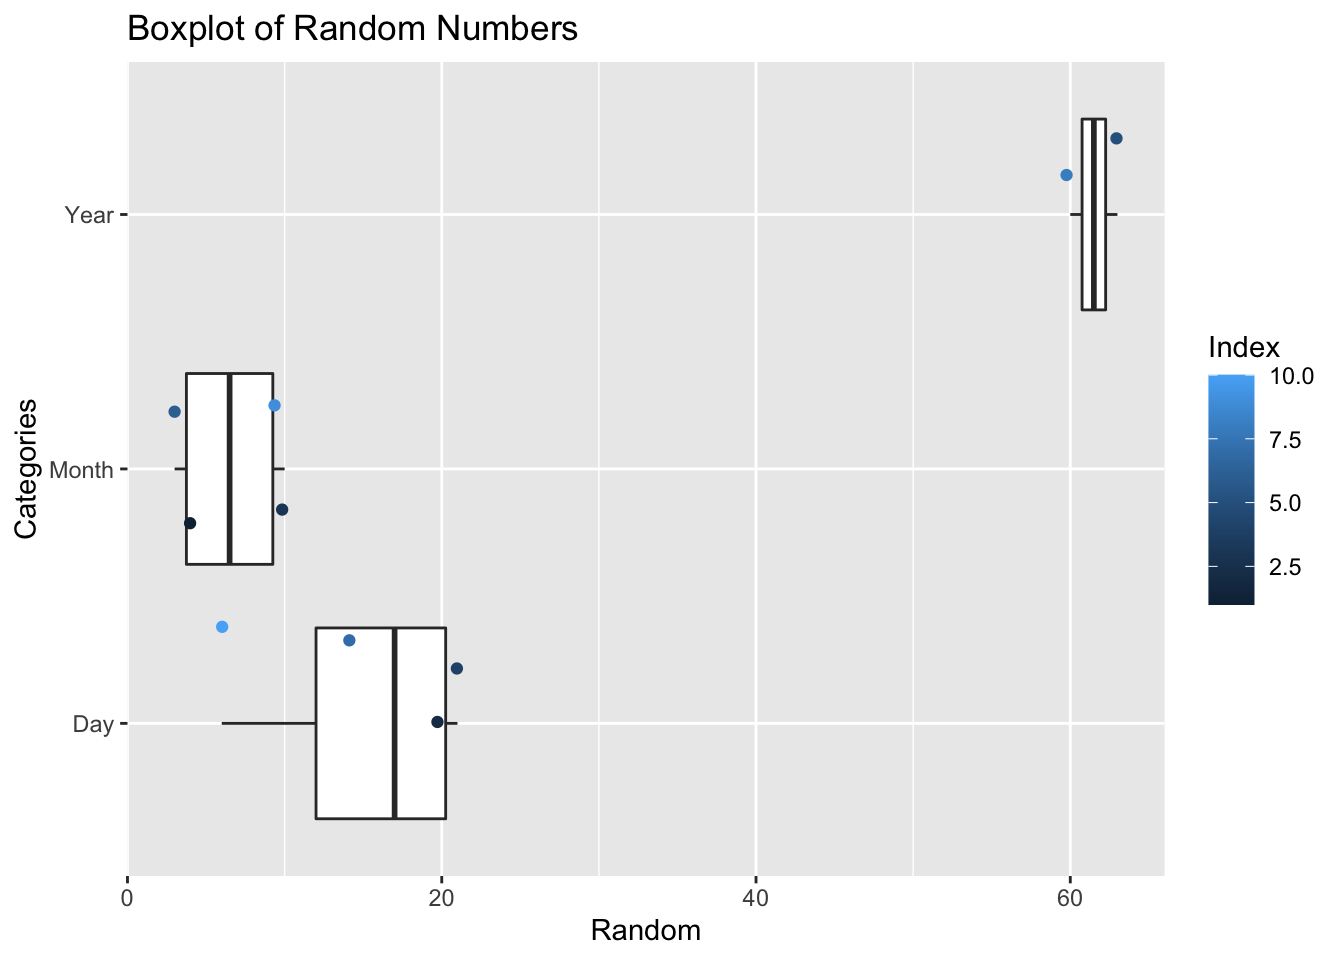 Boxplot of Random Numbers
Categories
Year
Month
Day
0 20 40 60
Random
Index
10.0
7.5
5.0
2.5